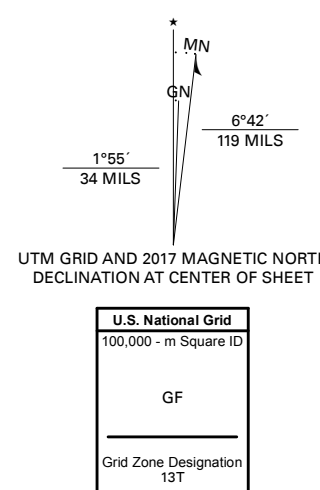 ★
MN
GN
6°42´
119 MILS
1°55´
34 MILS
UTM GRID AND 2017 MAGNETIC NORTH
DECLINATION AT CENTER OF SHEET
U.S. National Grid
100,000 - m Square ID
GF
Grid Zone Designation
13T